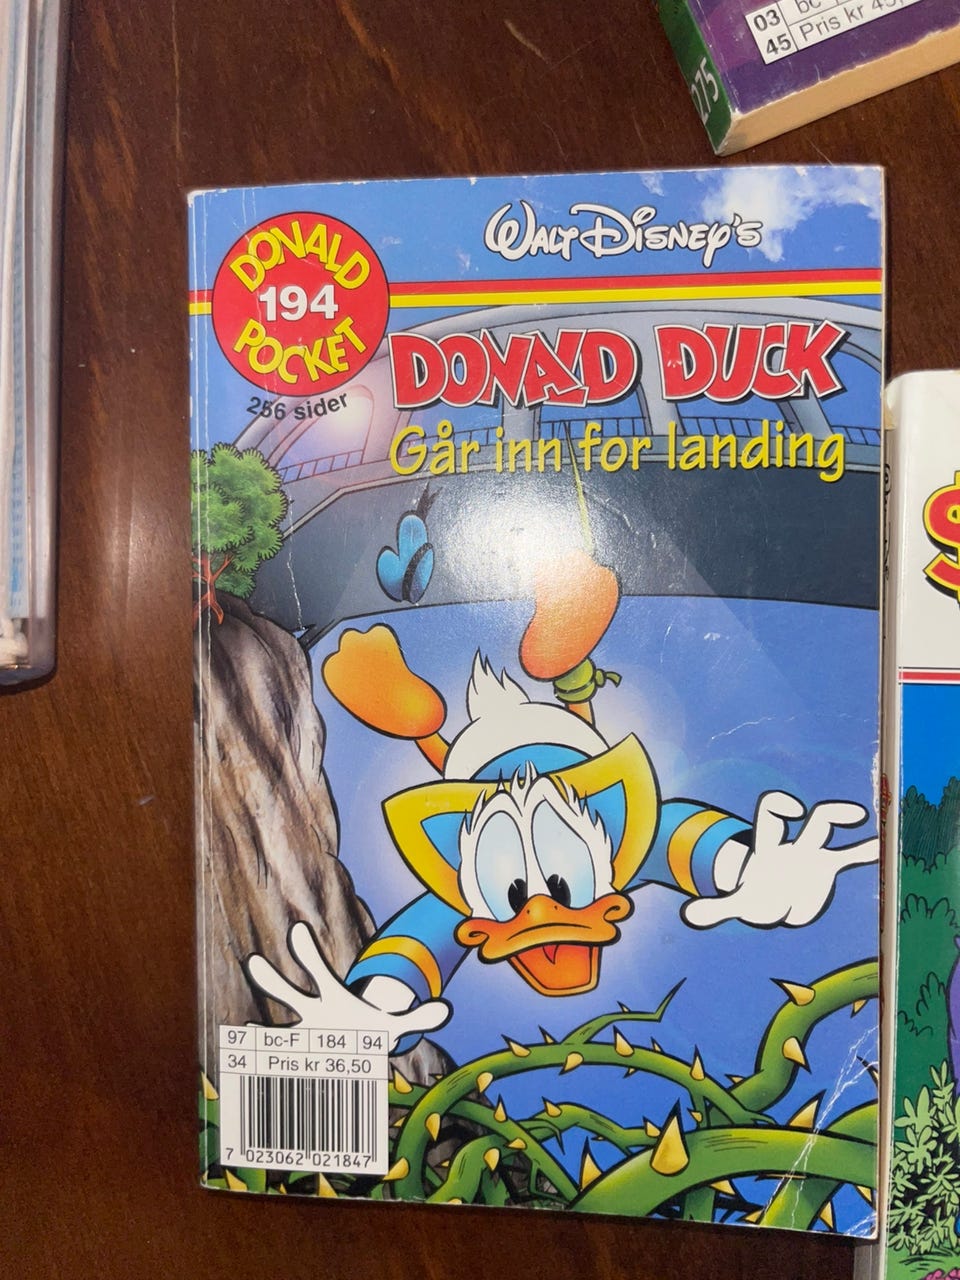 03 bc
45 Pris kr 45,
275
WALT DISNEY'S
DONALD
194
POCKET
256 sider
DONALD DUCK
Går inn for landing
97 bc-F 184 94
34 Pris kr 36,50
7 023062 021847